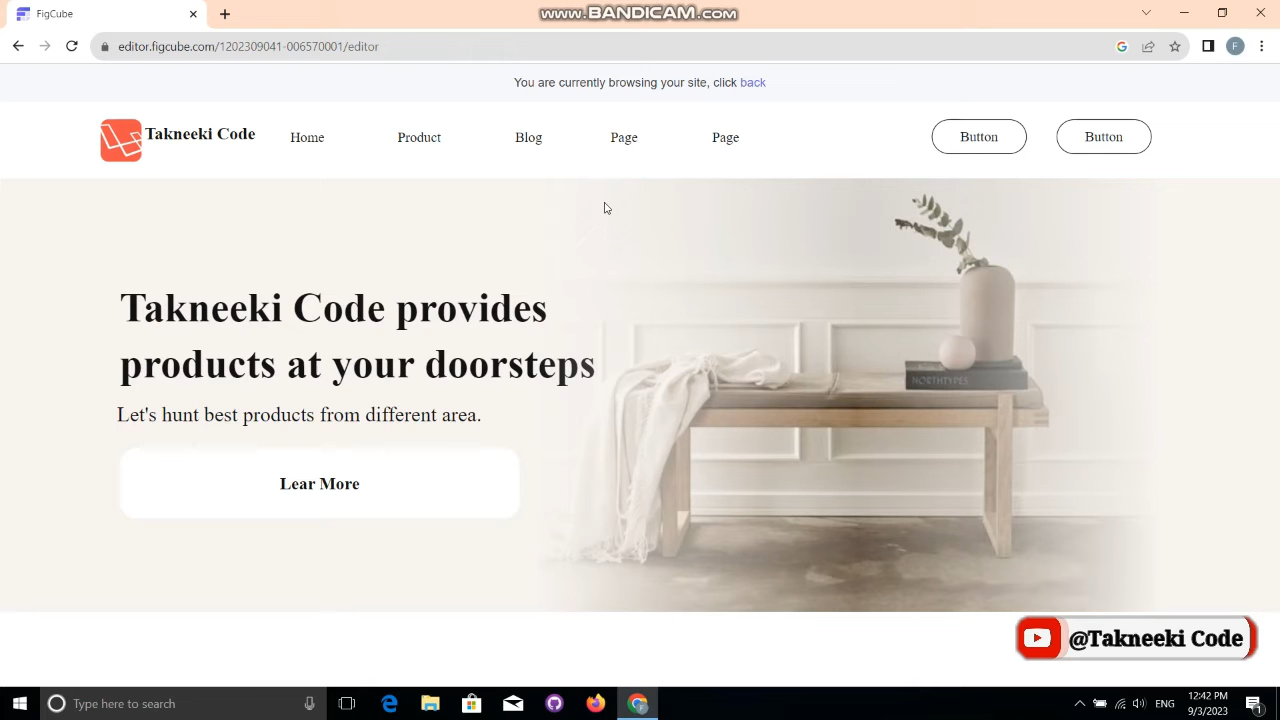 FigCube
www.BANDICAM.com
editor.figcube.com/1202309041-006570001/editor
F
You are currently browsing your site, click back
Takneeki Code
Home
Product
Blog
Page
Page
Button
Button
Takneeki Code provides
products at your doorsteps
Let's hunt best products from different area.
Lear More
NORTHTYPES
@Takneeki Code
Type here to search
ENG
12:42 PM
9/3/2023
1